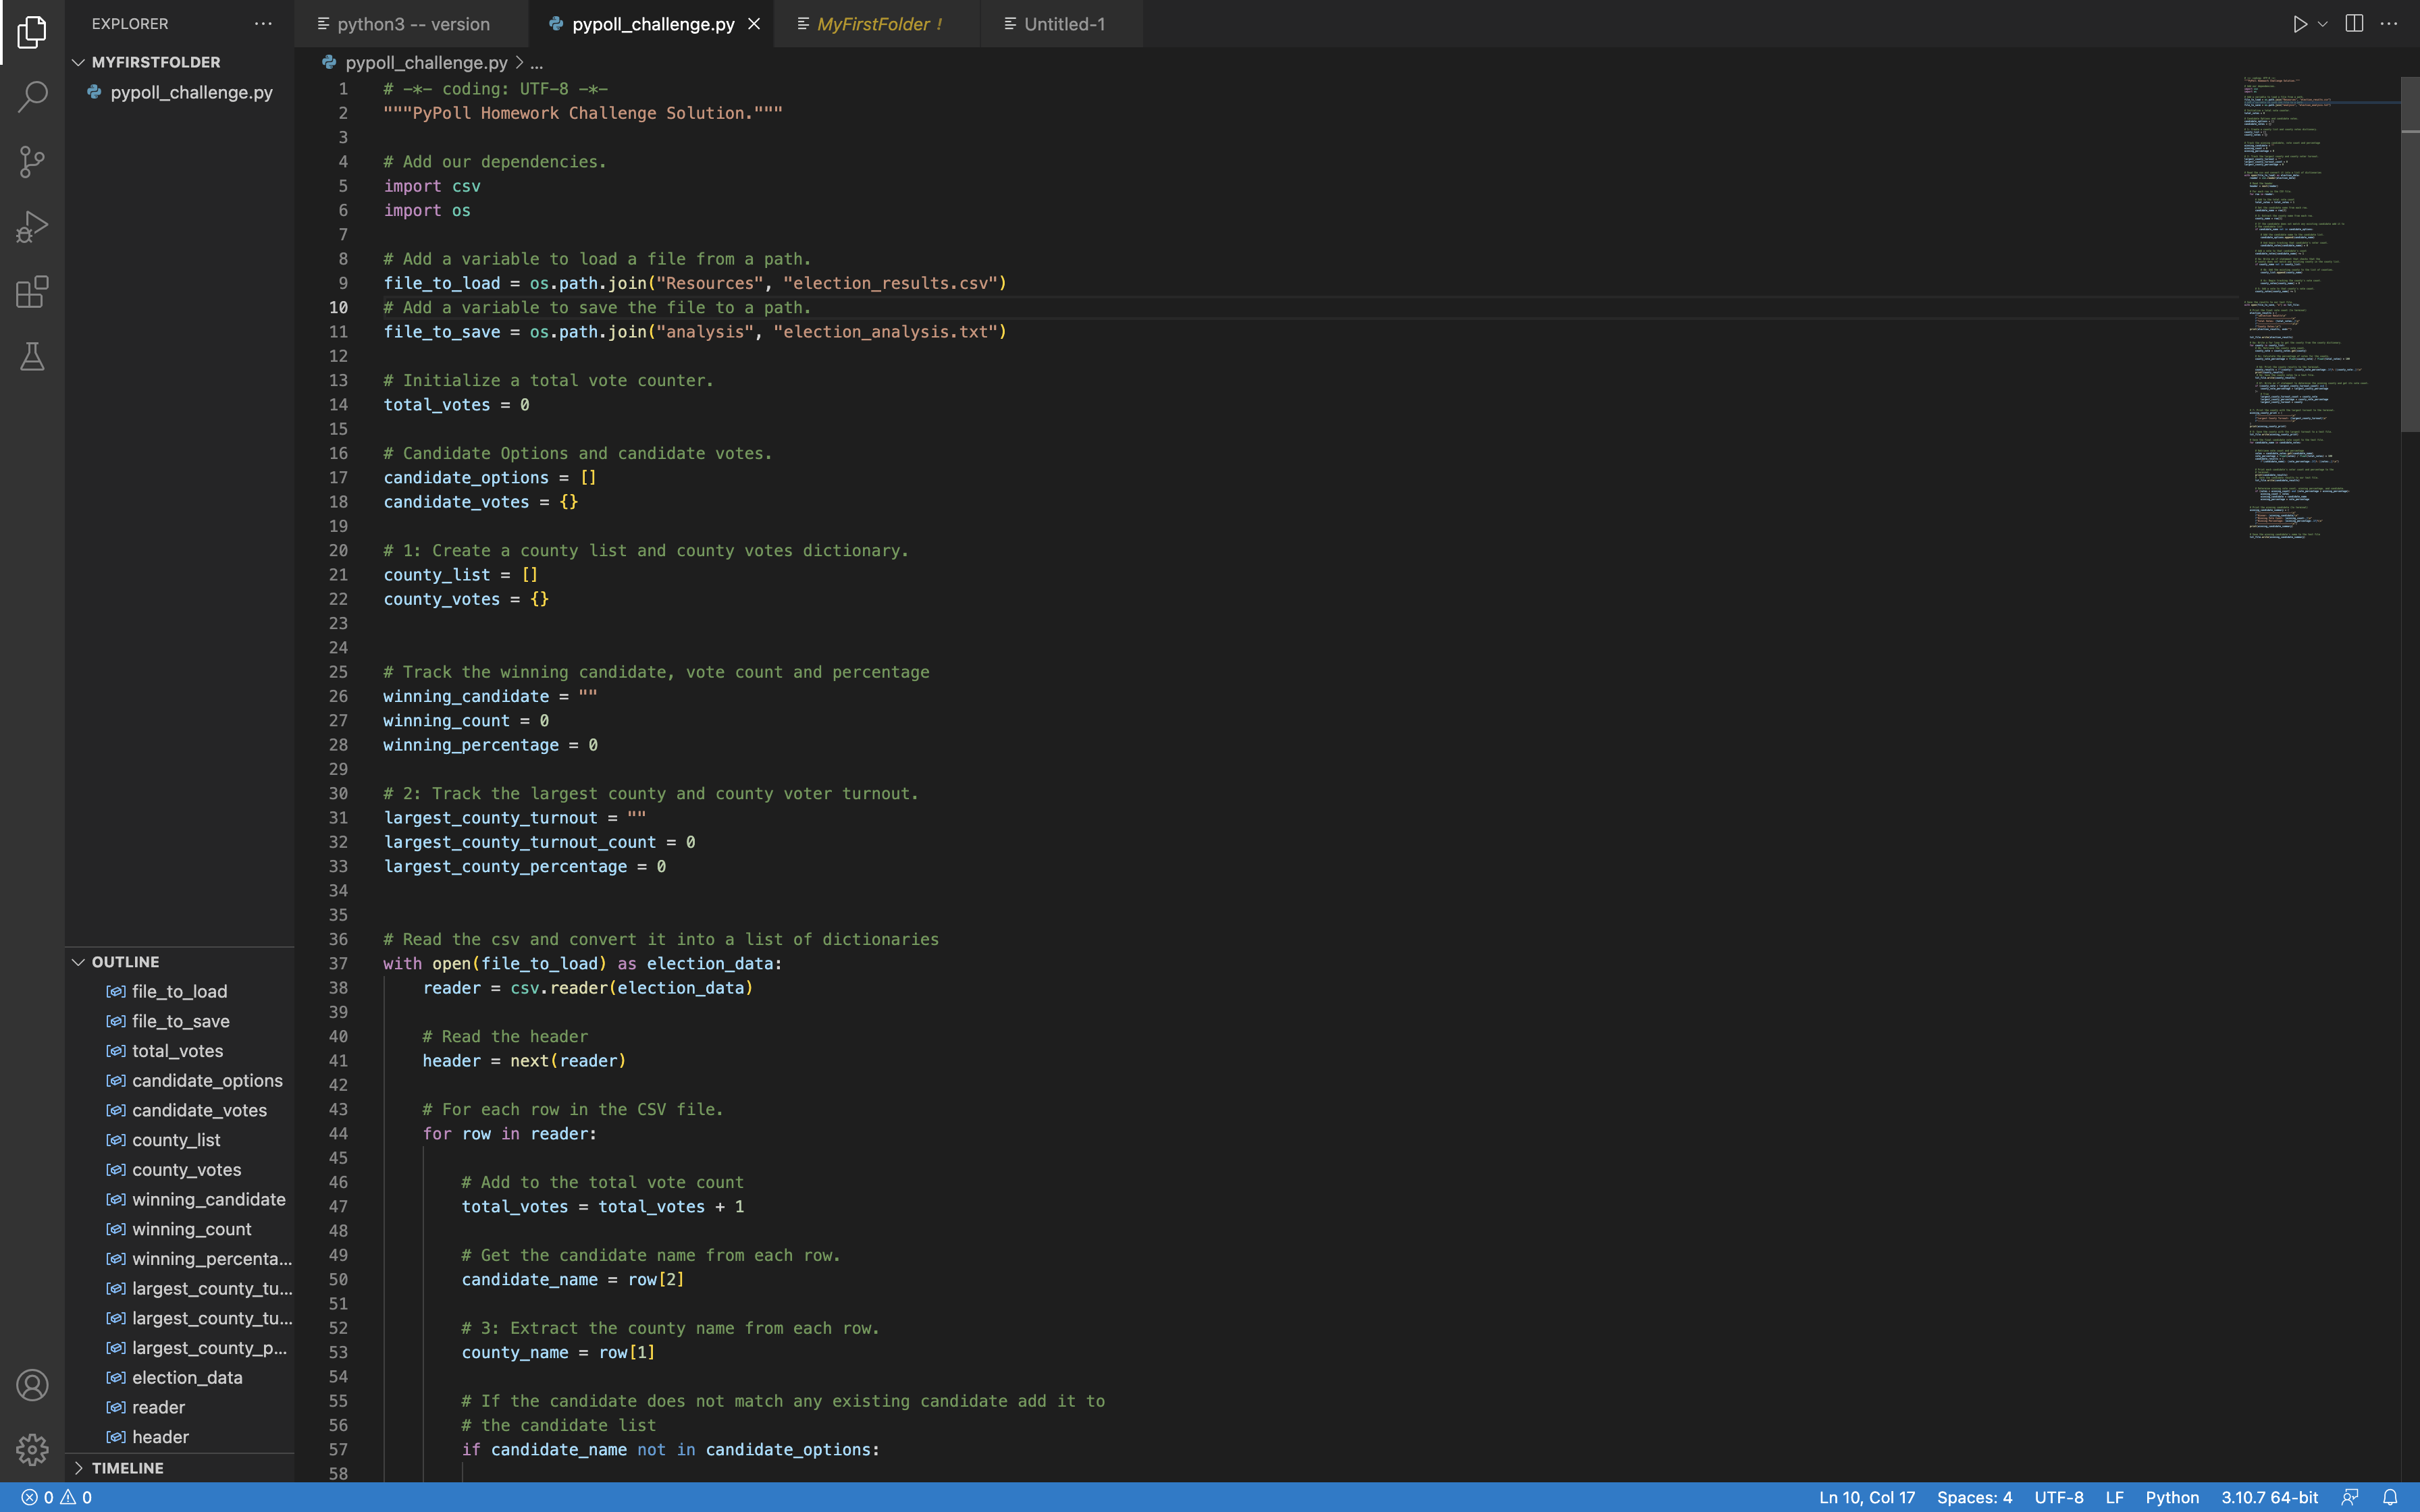 EXPLORER
python3 -- version
pypoll_challenge.py
MyFirstFolder !
Untitled-1
MYFIRSTFOLDER
pypoll_challenge.py
pypoll_challenge.py > ...
1 # -*- coding: UTF-8 -*-
2 """PyPoll Homework Challenge Solution."""
3
4 # Add our dependencies.
5 import csv
6 import os
7
8 # Add a variable to load a file from a path.
9 file_to_load = os.path.join("Resources", "election_results.csv")
10 # Add a variable to save the file to a path.
11 file_to_save = os.path.join("analysis", "election_analysis.txt")
12
13 # Initialize a total vote counter.
14 total_votes = 0
15
16 # Candidate Options and candidate votes.
17 candidate_options = []
18 candidate_votes = {}
19
20 # 1: Create a county list and county votes dictionary.
21 county_list = []
22 county_votes = {}
23
24
25 # Track the winning candidate, vote count and percentage
26 winning_candidate = ""
27 winning_count = 0
28 winning_percentage = 0
29
30 # 2: Track the largest county and county voter turnout.
31 largest_county_turnout = ""
32 largest_county_turnout_count = 0
33 largest_county_percentage = 0
34
35
36 # Read the csv and convert it into a list of dictionaries
37 with open(file_to_load) as election_data:
38     reader = csv.reader(election_data)
39
40     # Read the header
41     header = next(reader)
42
43     # For each row in the CSV file.
44     for row in reader:
45
46         # Add to the total vote count
47         total_votes = total_votes + 1
48
49         # Get the candidate name from each row.
50         candidate_name = row[2]
51
52         # 3: Extract the county name from each row.
53         county_name = row[1]
54
55         # If the candidate does not match any existing candidate add it to
56         # the candidate list
57         if candidate_name not in candidate_options:
58
OUTLINE
file_to_load
file_to_save
total_votes
candidate_options
candidate_votes
county_list
county_votes
winning_candidate
winning_count
winning_percenta...
largest_county_tu...
largest_county_tu...
largest_county_p...
election_data
reader
header
TIMELINE
0 0
Ln 10, Col 17
Spaces: 4
UTF-8
LF
Python
3.10.7 64-bit